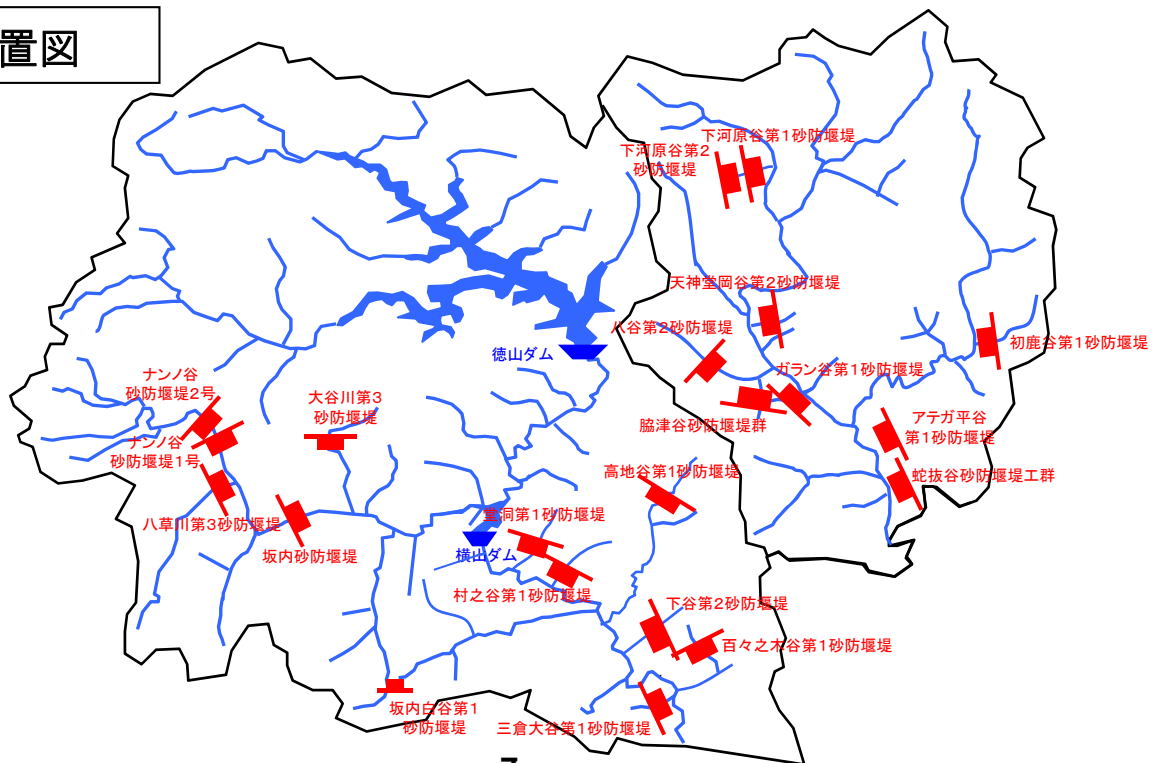 置図
下河原谷第1砂防堰堤
下河原谷第2
砂防堰堤
天神堂岡谷第2砂防堰堤
八谷第2砂防堰堤
初鹿谷第1砂防堰堤
徳山ダム
ガラン谷第1砂防堰堤
ナンノ谷
砂防堰堤2号
大谷川第3
砂防堰堤
脇津谷砂防堰堤群
アテガ平谷
第1砂防堰堤
ナンノ谷
砂防堰堤1号
高地谷第1砂防堰堤
蛇抜谷砂防堰堤工群
八草川第3砂防堰堤
堂洞第1砂防堰堤
坂内砂防堰堤
横山ダム
村之谷第1砂防堰堤
下谷第2砂防堰堤
百々之木谷第1砂防堰堤
坂内白谷第1
砂防堰堤
三倉大谷第1砂防堰堤